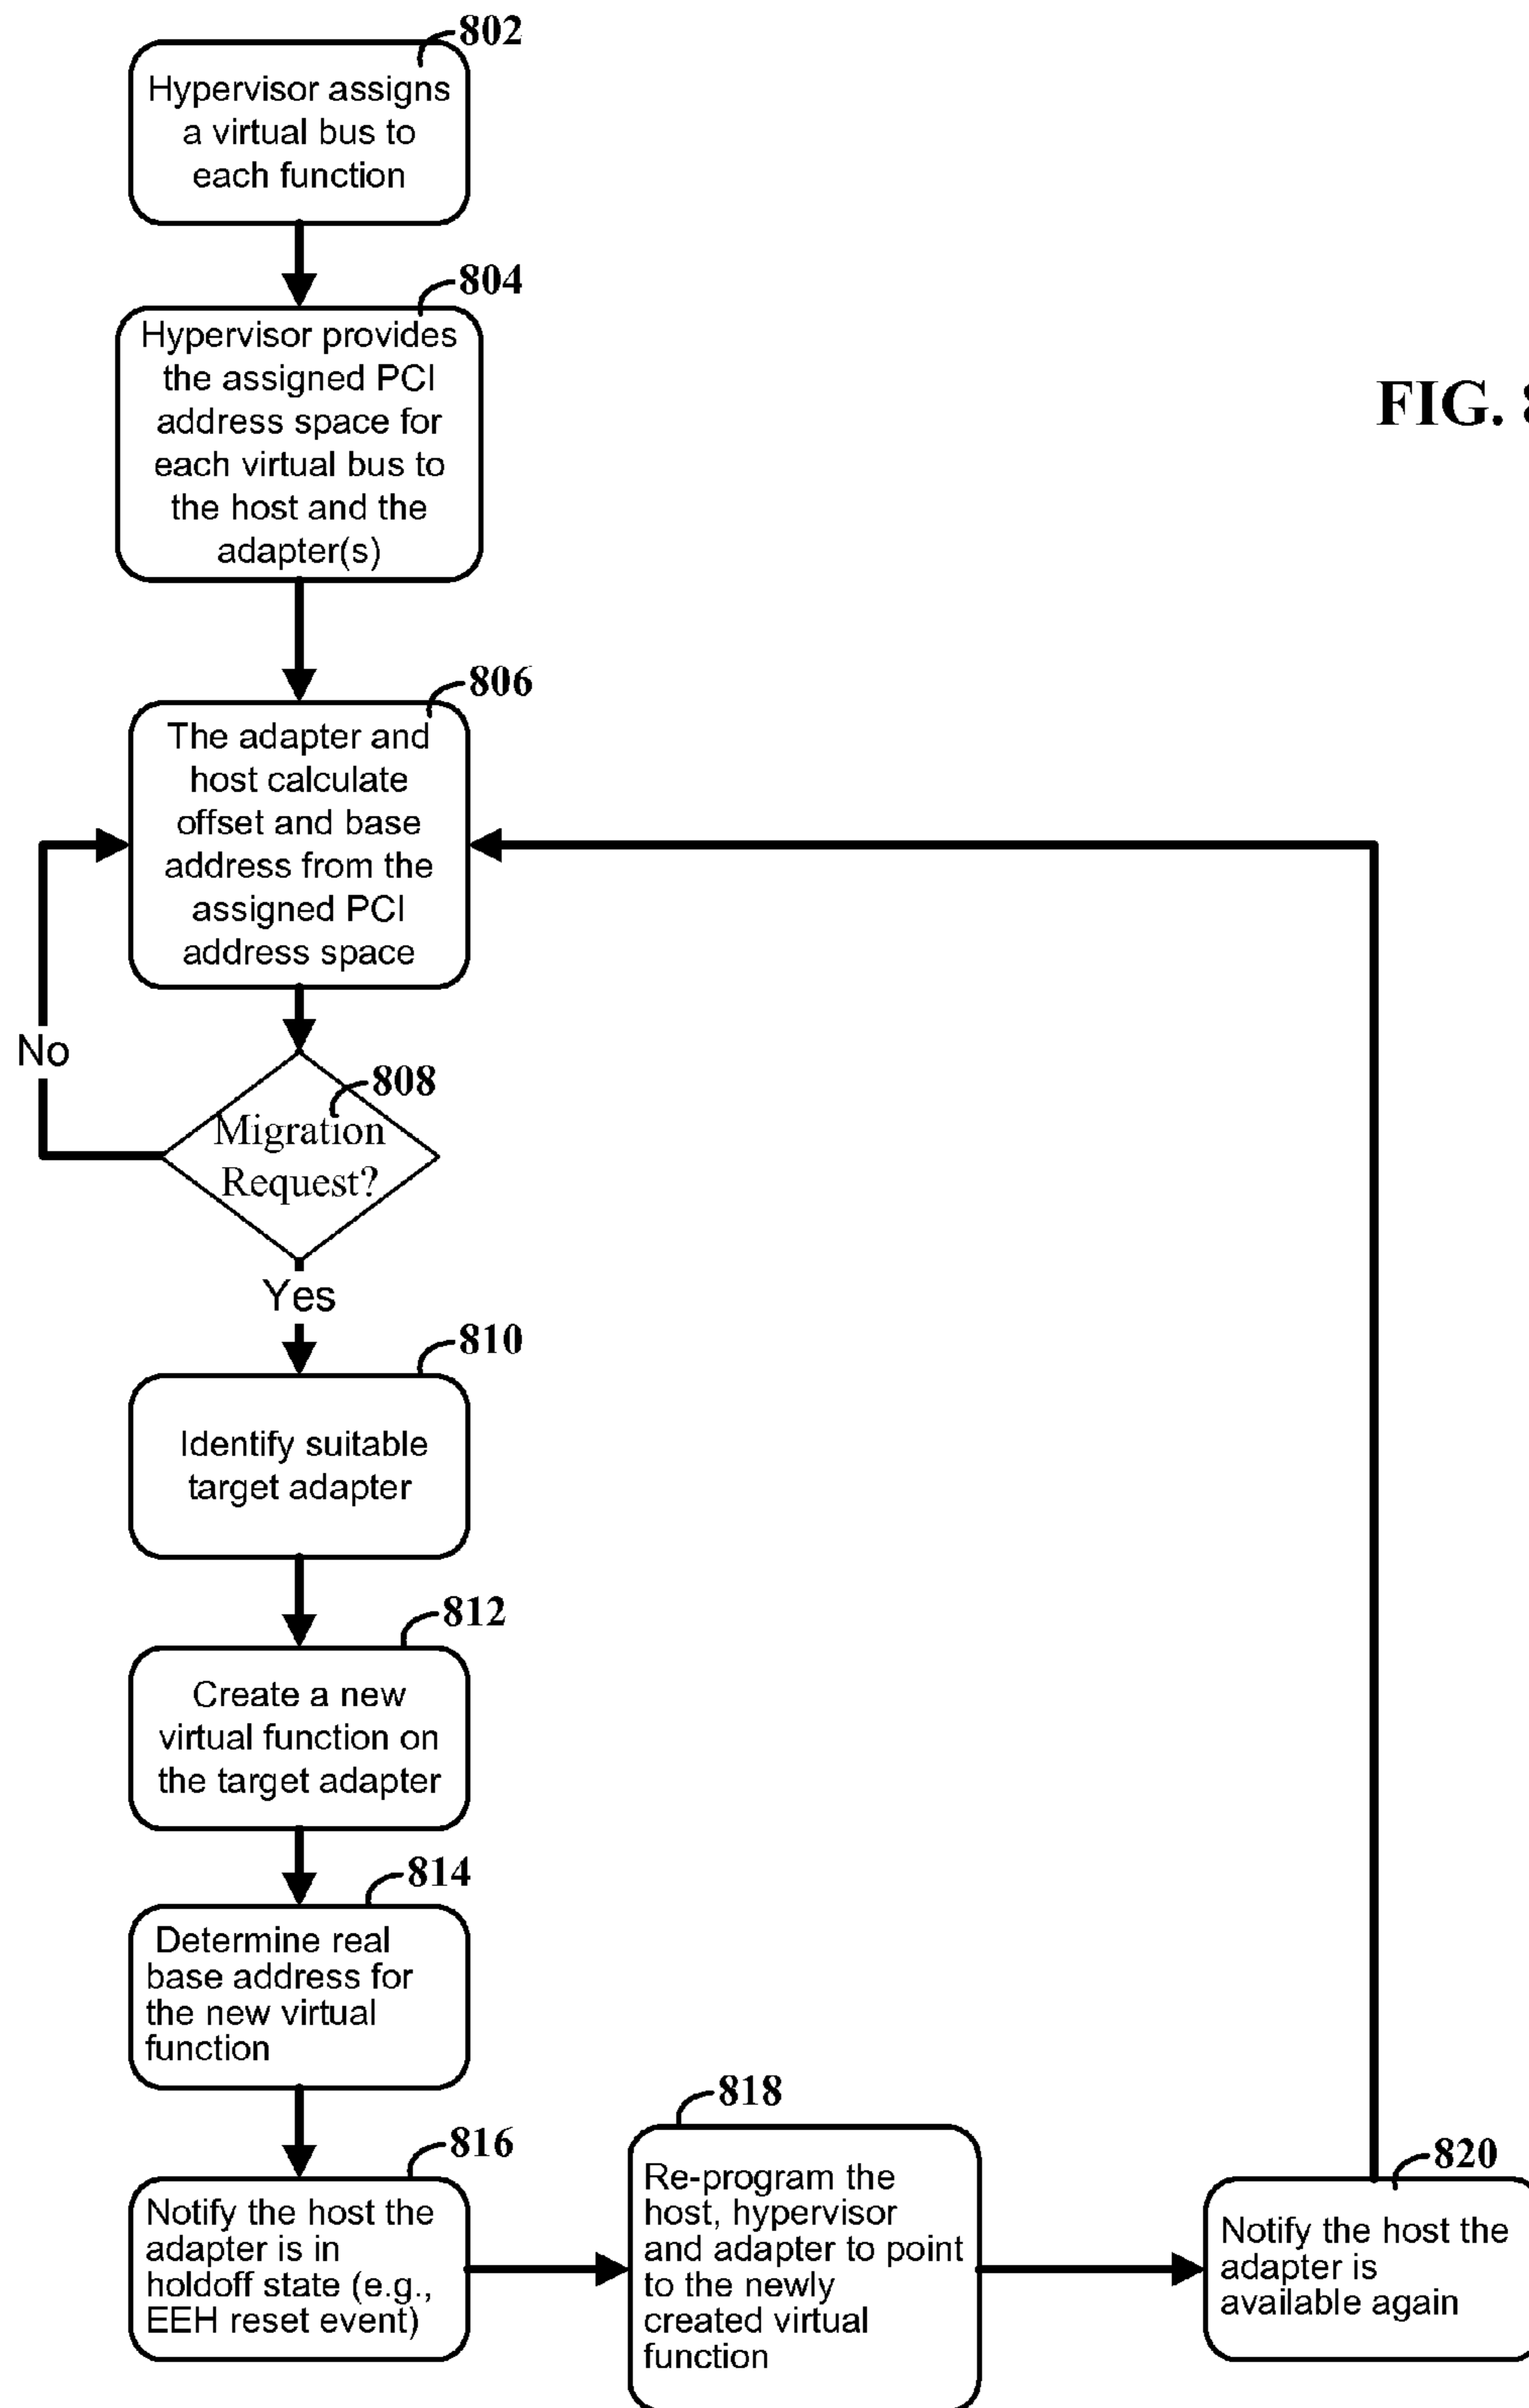 802
Hypervisor assigns
a virtual bus to
each function
804
Hypervisor provides
the assigned PCI
address space for
each virtual bus to
the host and the
adapter(s)
FIG. 8
806
The adapter and
host calculate
offset and base
address from the
assigned PCI
address space
No
808
Migration
Request?
Yes
810
Identify suitable
target adapter
812
Create a new
virtual function on
the target adapter
814
Determine real
base address for
the new virtual
function
816
Notify the host the
adapter is in
holdoff state (e.g.,
EEH reset event)
818
Re-program the
host, hypervisor
and adapter to point
to the newly
created virtual
function
820
Notify the host the
adapter is
available again